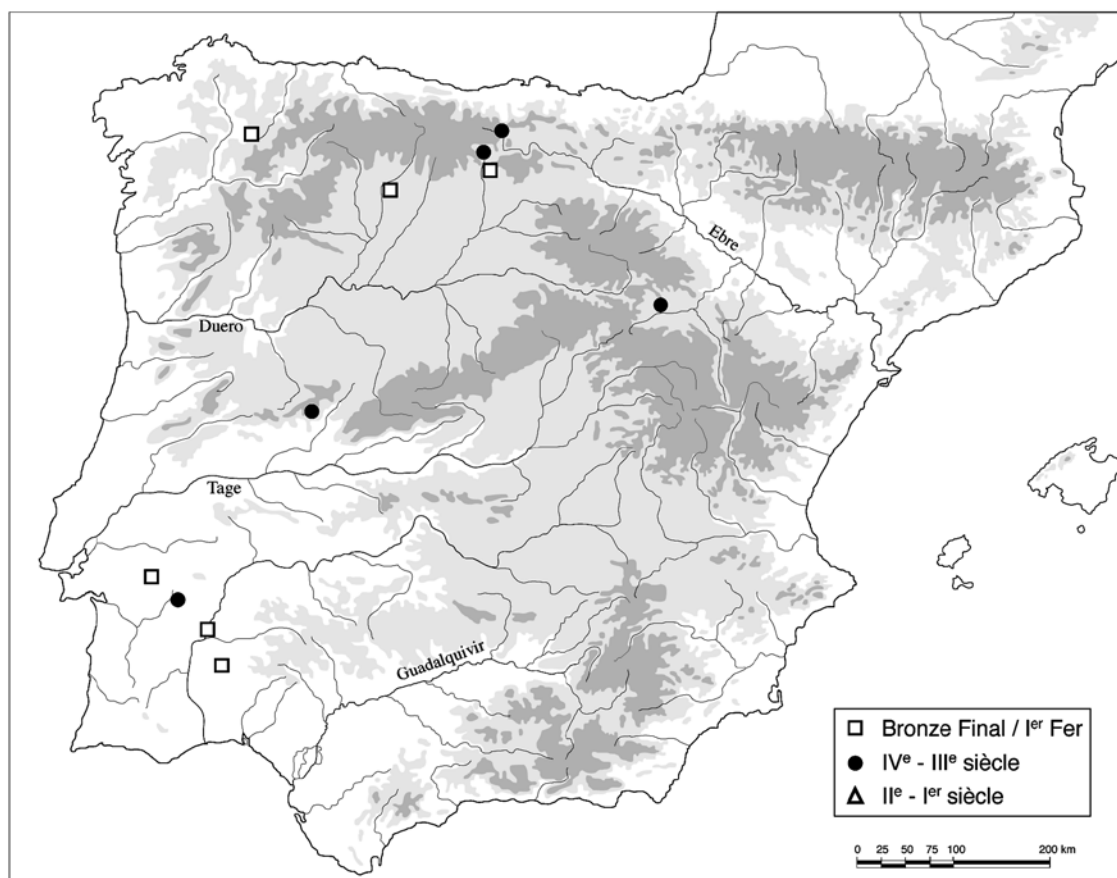 Ebre
Duero
Tage
Guadalquivir
Bronze Final / Iᵉʳ Fer
IVᵉ - IIIᵉ siècle
IIᵉ - Iᵉʳ siècle
0 25 50 75 100 200 km